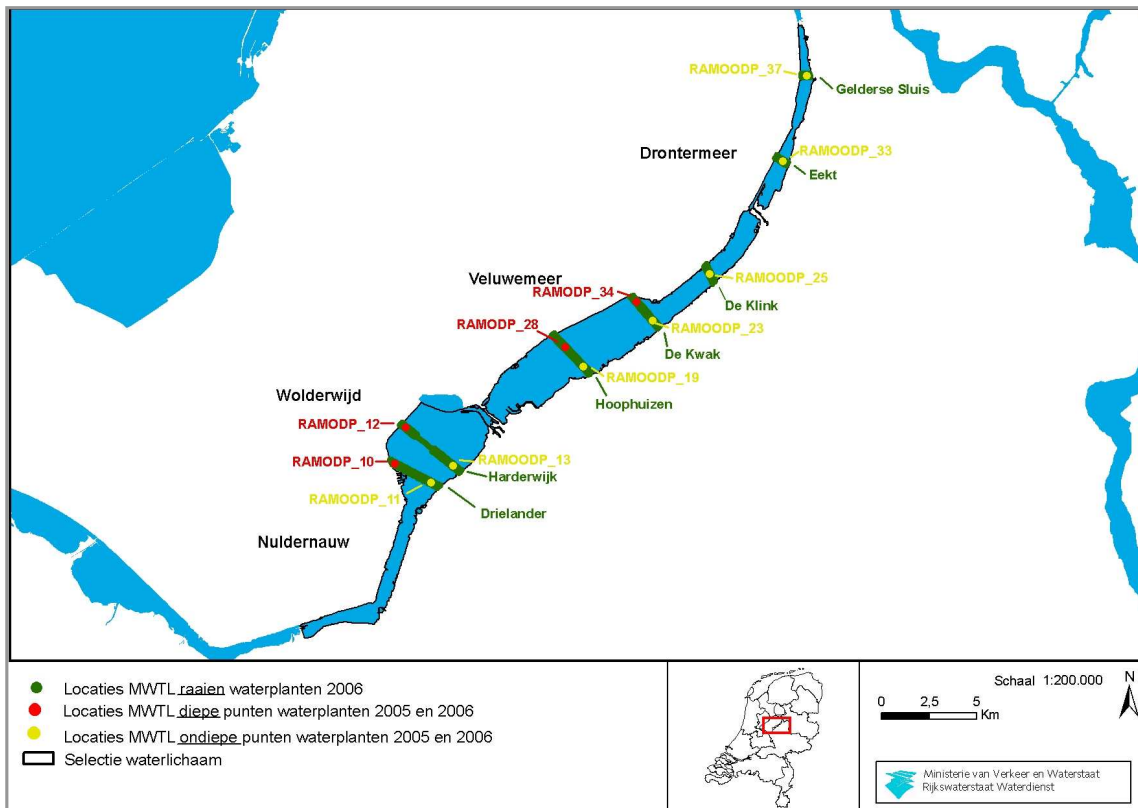 RAMOODP_37
Gelderse Sluis
Drontermeer
RAMOODP_33
Eekt
Veluwemeer
RAMOODP_25
RAMODP_34
De Klink
RAMODP_28
RAMOODP_23
De Kwak
RAMOODP_19
Wolderwijd
Hoophuizen
RAMODP_12
RAMODP_10
RAMOODP_13
Harderwijk
RAMOODP_11
Drielander
Nuldernauw
Locaties MWTL raaien waterplanten 2006
Locaties MWTL diepe punten waterplanten 2005 en 2006
Locaties MWTL ondiepe punten waterplanten 2005 en 2006
Selectie waterlichaam
Schaal 1:200.000
N
0 2,5 5
Km
Ministerie van Verkeer en Waterstaat
Rijkswaterstaat Waterdienst